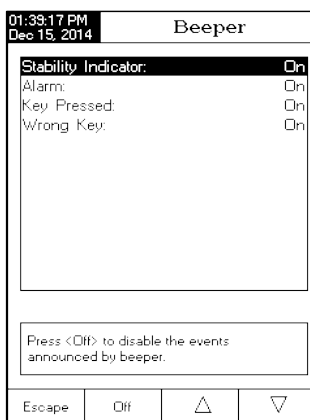 01:39:17 PM
Dec 15, 2014
Beeper
Stability Indicator: On
Alarm: On
Key Pressed: On
Wrong Key: On
Press <Off> to disable the events
announced by beeper.
Escape Off △ ▽